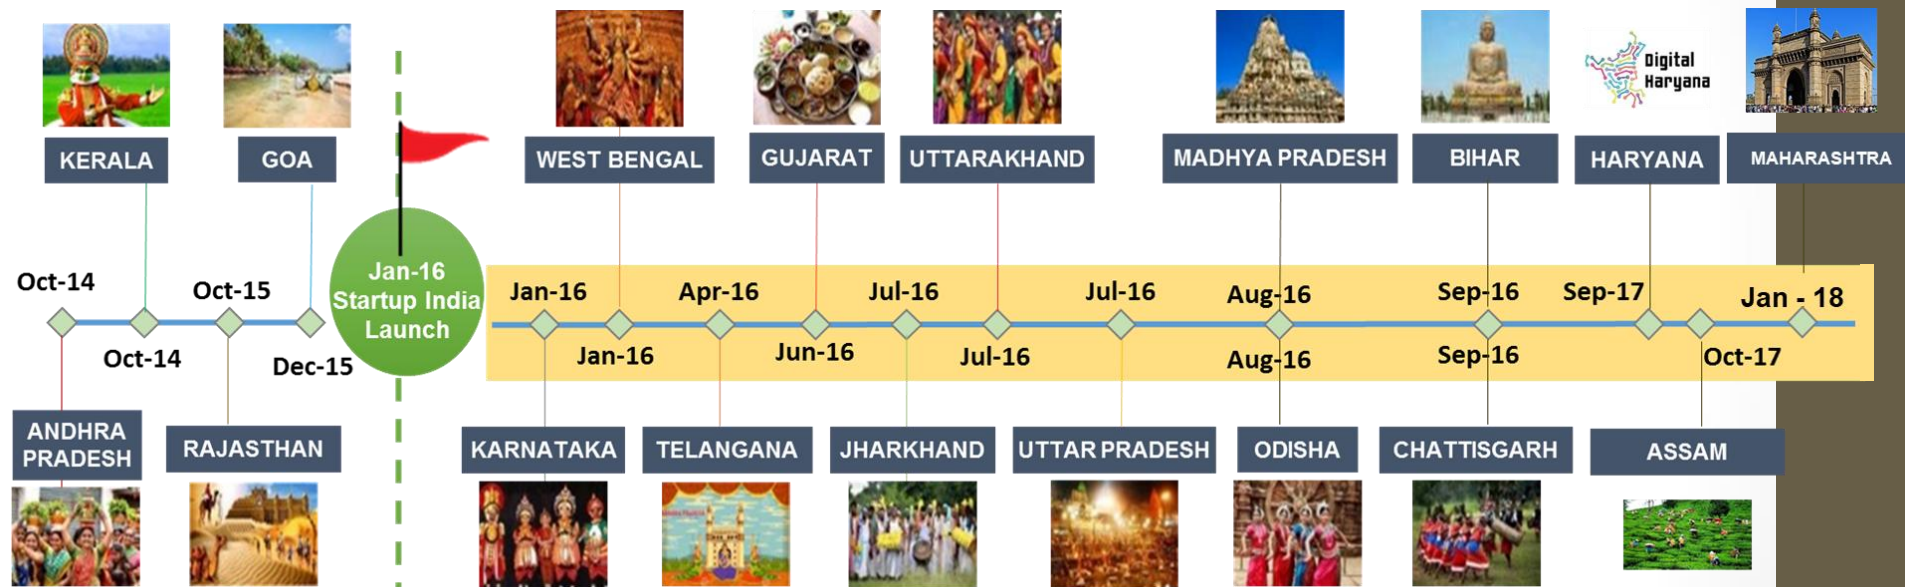 Digital
Haryana
KERALA
GOA
WEST BENGAL
GUJARAT
UTTARAKHAND
MADHYA PRADESH
BIHAR
HARYANA
MAHARASHTRA
Oct-14
Oct-15
Jan-16
Startup India
Launch
Jan-16
Apr-16
Jul-16
Jul-16
Aug-16
Sep-16
Sep-17
Jan - 18
Oct-14
Dec-15
Jan-16
Jun-16
Jul-16
Aug-16
Sep-16
Oct-17
ANDHRA
PRADESH
RAJASTHAN
KARNATAKA
TELANGANA
JHARKHAND
UTTAR PRADESH
ODISHA
CHATTISGARH
ASSAM